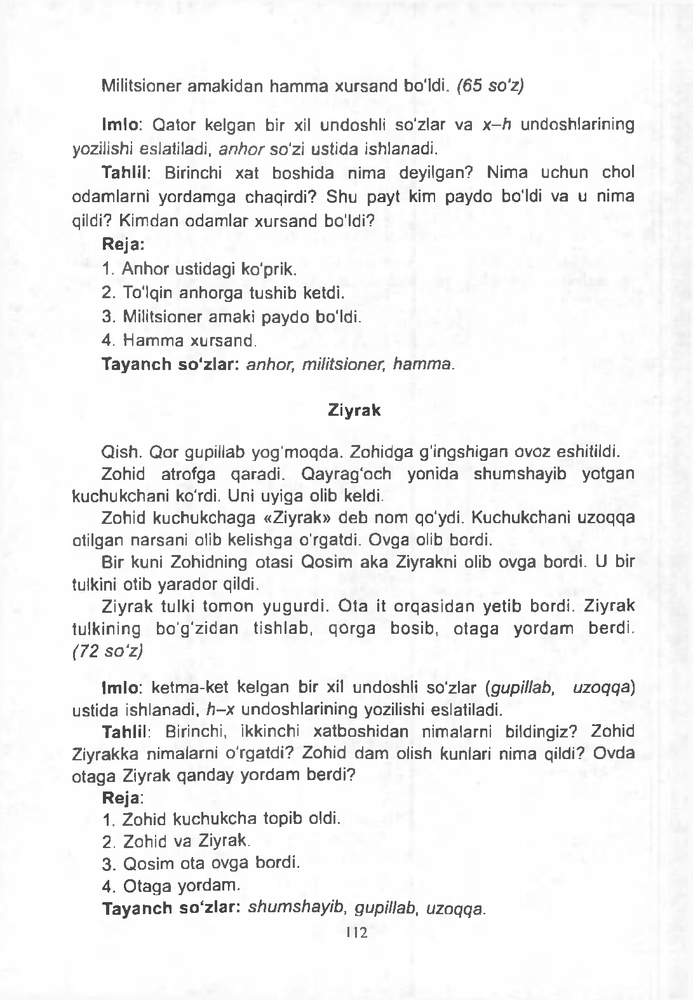 Militsioner amakidan hamma xursand bo'ldi. (65 so'z)
Imlo: Qator kelgan bir xil undoshli so'zlar va x–h undoshlarining
yozilishi eslatiladi, anhor so'zi ustida ishlanadi.
Tahlil: Birinchi xat boshida nima deyilgan? Nima uchun chol
odamlarni yordamga chaqirdi? Shu payt kim paydo bo'ldi va u nima
qildi? Kimdan odamlar xursand bo'ldi?
Reja:
1. Anhor ustidagi ko'prik.
2. To'lqin anhorga tushib ketdi.
3. Militsioner amaki paydo bo'ldi.
4. Hamma xursand.
Tayanch so'zlar: anhor, militsioner, hamma.
Ziyrak
Qish. Qor gupillab yog'moqda. Zohidga g'ingshigan ovoz eshitildi.
Zohid atrofga qaradi. Qayrag'och yonida shumshayib yotgan
kuchukchani ko'rdi. Uni uyiga olib keldi.
Zohid kuchukchaga «Ziyrak» deb nom qo'ydi. Kuchukchani uzoqqa
otilgan narsani olib kelishga o'rgatdi. Ovga olib bordi.
Bir kuni Zohidning otasi Qosim aka Ziyrakni olib ovga bordi. U bir
tulkini otib yarador qildi.
Ziyrak tulki tomon yugurdi. Ota it orqasidan yetib bordi. Ziyrak
tulkining bo'g'zidan tishlab, qorga bosib, otaga yordam berdi.
(72 so'z)
Imlo: ketma-ket kelgan bir xil undoshli so'zlar (gupillab, uzoqqa)
ustida ishlanadi, h–x undoshlarining yozilishi eslatiladi.
Tahlil: Birinchi, ikkinchi xatboshidan nimalarni bildingiz? Zohid
Ziyrakka nimalarni o'rgatdi? Zohid dam olish kunlari nima qildi? Ovda
otaga Ziyrak qanday yordam berdi?
Reja:
1. Zohid kuchukcha topib oldi.
2. Zohid va Ziyrak.
3. Qosim ota ovga bordi.
4. Otaga yordam.
Tayanch so'zlar: shumshayib, gupillab, uzoqqa.
112